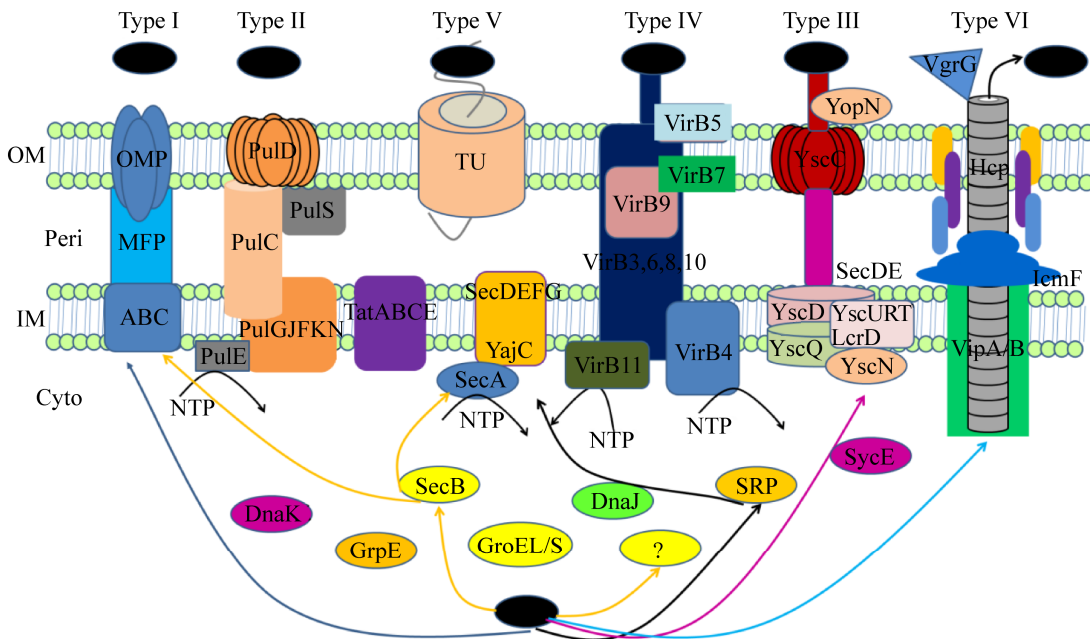 Type I
Type II
Type V
Type IV
Type III
Type VI
VgrG
YopN
VirB5
OM
OMP
PulD
TU
YscC
VirB7
Hcp
PulS
VirB9
Peri
MFP
PulC
VirB3,6,8,10
SecDE
IcmF
SecDEFG
TatABCE
YscD
YscURT
IM
ABC
PulGJFKN
LcrD
YajC
VirB4
YscQ
VipA/B
PulE
VirB11
YscN
SecA
Cyto
NTP
NTP
NTP
NTP
SycE
SecB
DnaJ
SRP
DnaK
GrpE
GroEL/S
?